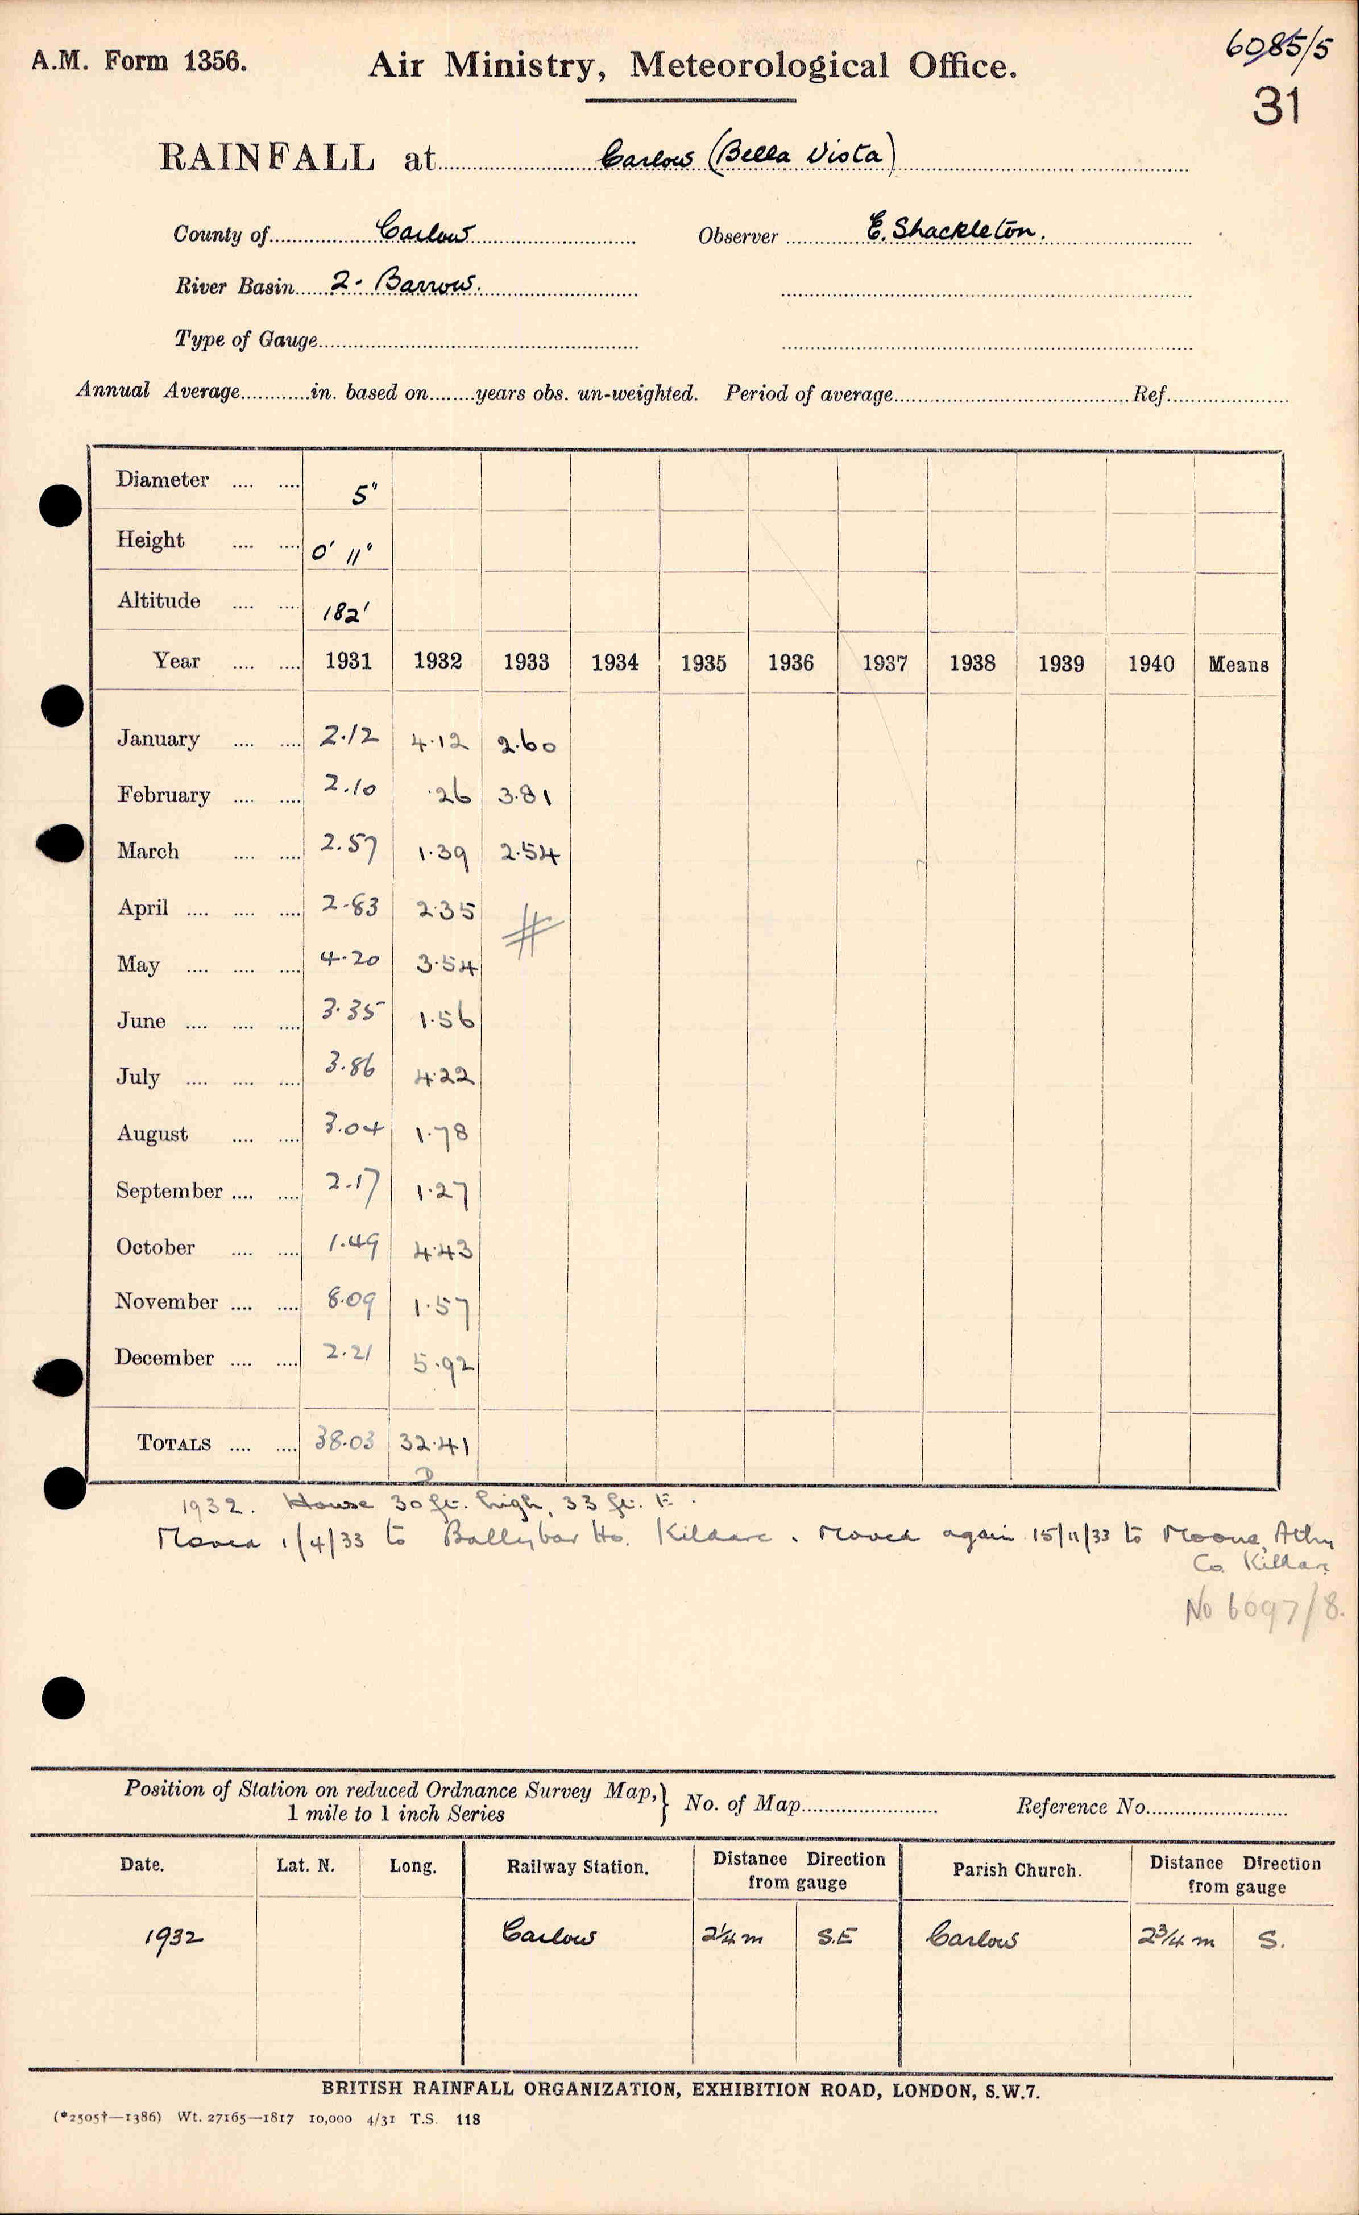 A.M. Form 1356.
Air Ministry, Meteorological Office.
6085/5
31
RAINFALL at Carlow (Bella Vista)
County of Carlow Observer E. Shackleton.
River Basin 2. Barrow.
Type of Gauge
Annual Average in. based on years obs. un-weighted. Period of average Ref.
Diameter 5"
Height 0' 11"
Altitude 182'
Year 1931 1932 1933 1934 1935 1936 1937 1938 1939 1940 Means
January 2.12 4.12 2.60
February 2.10 .26 3.81
March 2.57 1.39 2.54
April 2.83 2.35 #
May 4.20 3.54
June 3.35 1.56
July 3.86 4.22
August 3.04 1.78
September 2.17 1.27
October 1.49 4.43
November 8.09 1.57
December 2.21 5.92
TOTALS 38.03 32.41
D
1932. House 30 ft. high, 33 ft. E.
Moved 1/4/33 to Ballybar Ho. Kildare. Moved again 15/11/33 to Moone, Athy
Co. Kildare
No 6097/8.
Position of Station on reduced Ordnance Survey Map, } No. of Map Reference No.
1 mile to 1 inch Series
Date. Lat. N. Long. Railway Station. Distance Direction from gauge Parish Church. Distance Direction from gauge
1932 Carlow 2¼ m S.E Carlow 2¾ m S.
BRITISH RAINFALL ORGANIZATION, EXHIBITION ROAD, LONDON, S.W.7.
(*2505†—1386) Wt. 27165—1817 10,000 4/31 T.S. 118